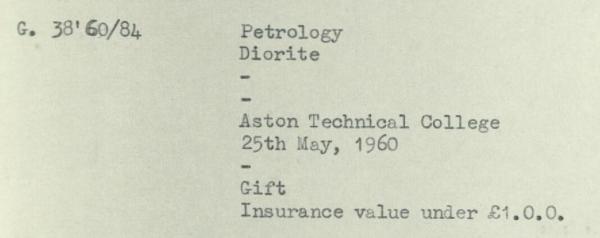 G. 38'60/84 Petrology
Diorite
-
-
Aston Technical College
25th May, 1960
-
Gift
Insurance value under £1.0.0.